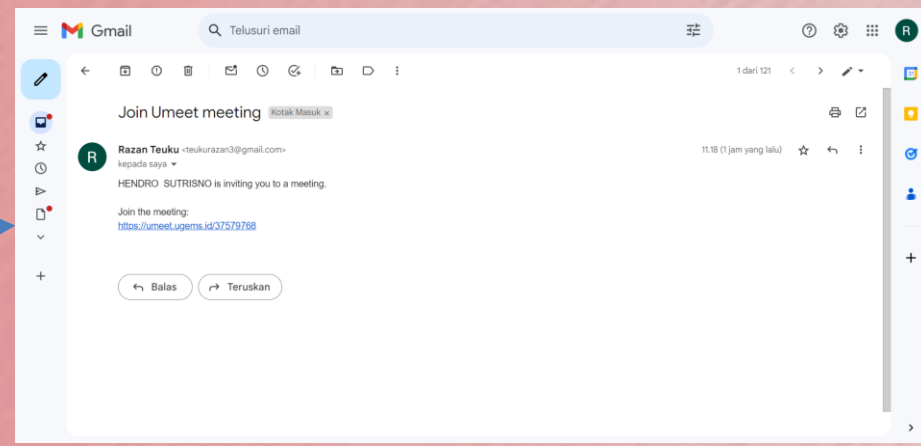 Gmail
Telusuri email
R
1 dari 121
Join Umeet meeting Kotak Masuk x
R
Razan Teuku <teukurazan3@gmail.com>
11.18 (1 jam yang lalu)
kepada saya
HENDRO SUTRISNO is inviting you to a meeting.
Join the meeting:
https://umeet.ugems.id/37579768
Balas
Teruskan